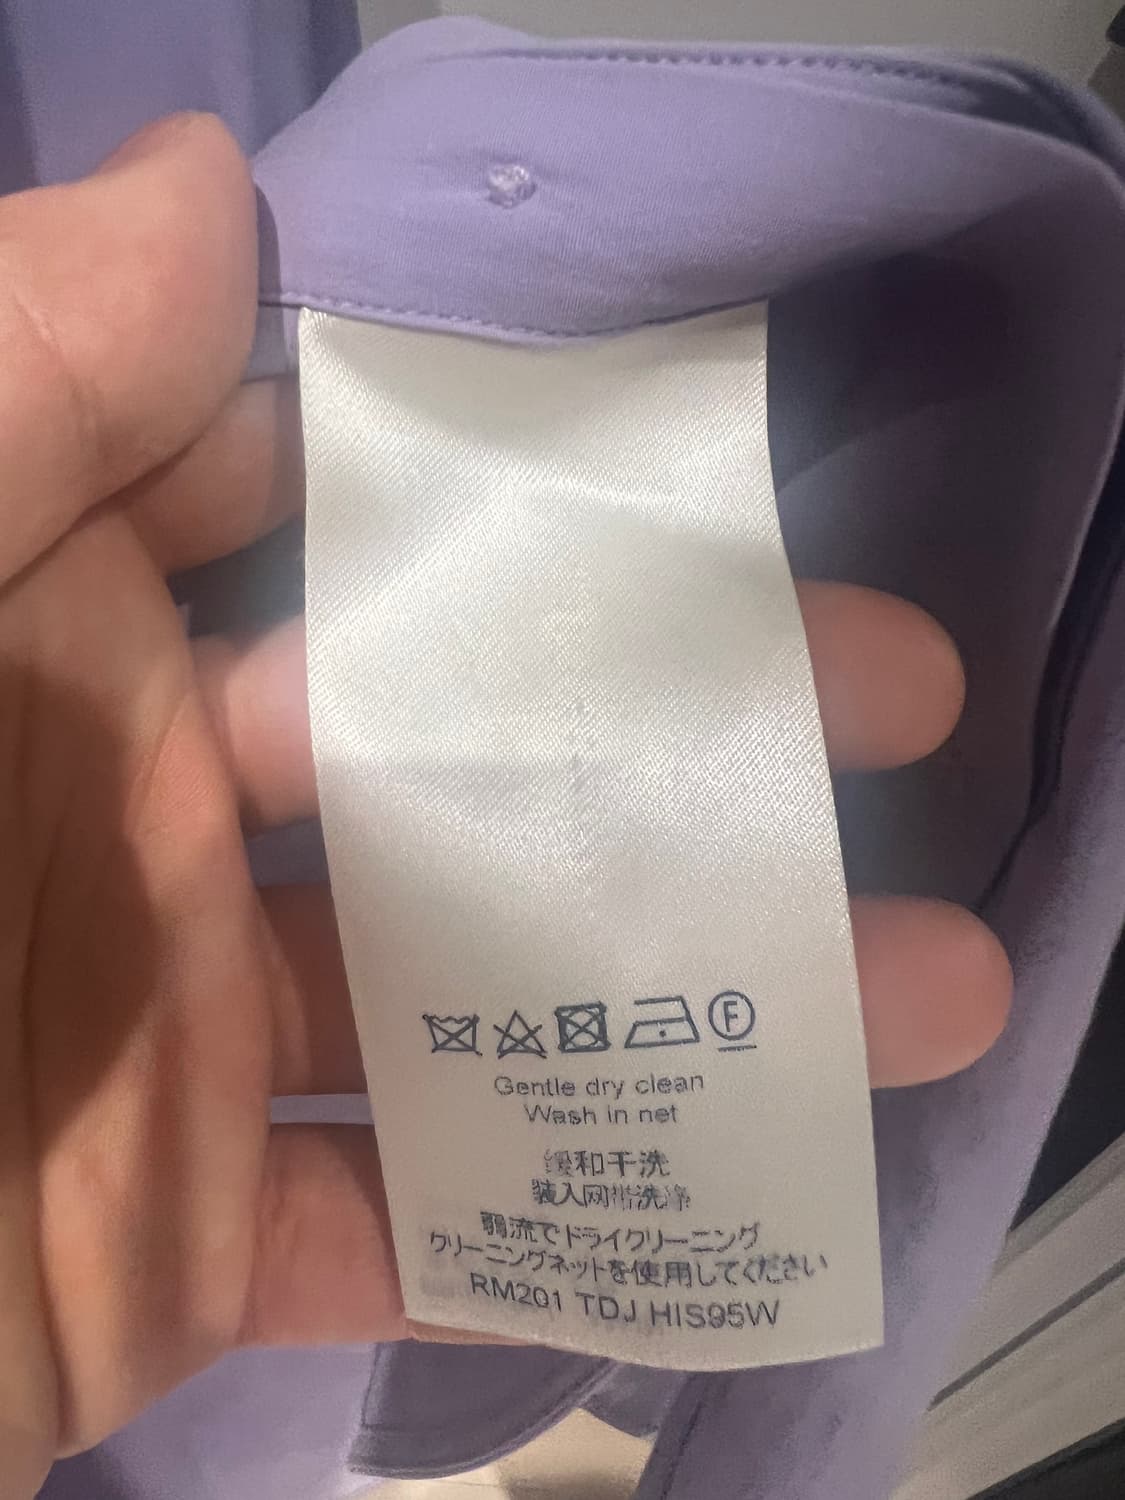 F
Gentle dry clean
Wash in net
缓和干洗
装入网带洗净
弱流でドライクリーニング
クリーニングネットを使用してください
RM201 TDJ HIS95W